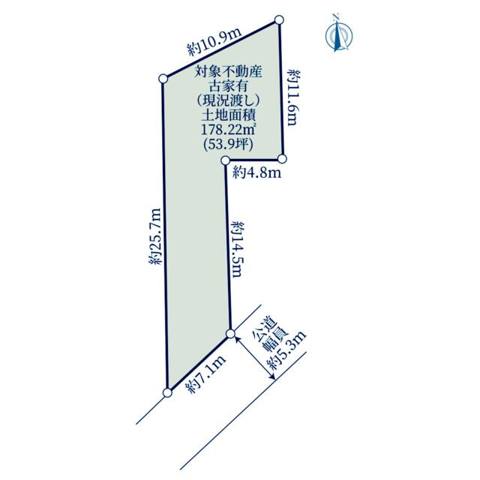 N
約10.9m
対象不動産
古家有
（現況渡し）
土地面積
178.22㎡
(53.9坪)
約11.6m
約4.8m
約25.7m
約14.5m
公道
幅員
約5.3m
約7.1m